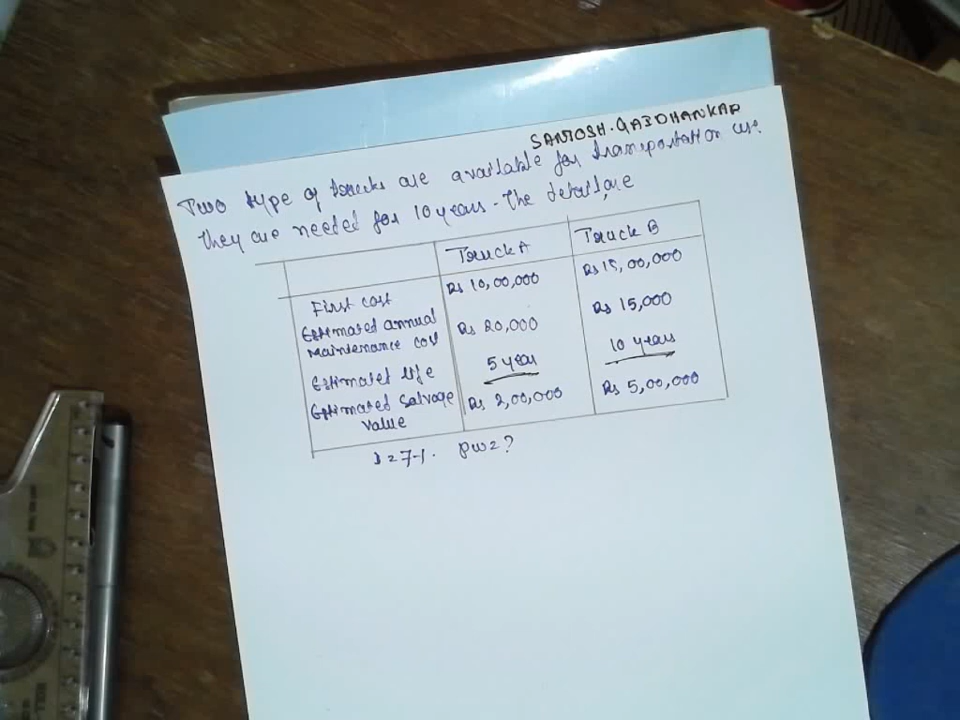 SANTOSH. GAIDHANKAR
Two type of trucks are available for transportation use.
They are needed for 10 years - The detail are
Truck A Truck B
First cost Rs 10,00,000 Rs 15,00,000
Estimated annual
maintenance cost Rs 20,000 Rs 15,000
Estimated life 5 year 10 years
Estimated Salvage
value Rs 2,00,000 Rs 5,00,000
I = 7%. PW = ?